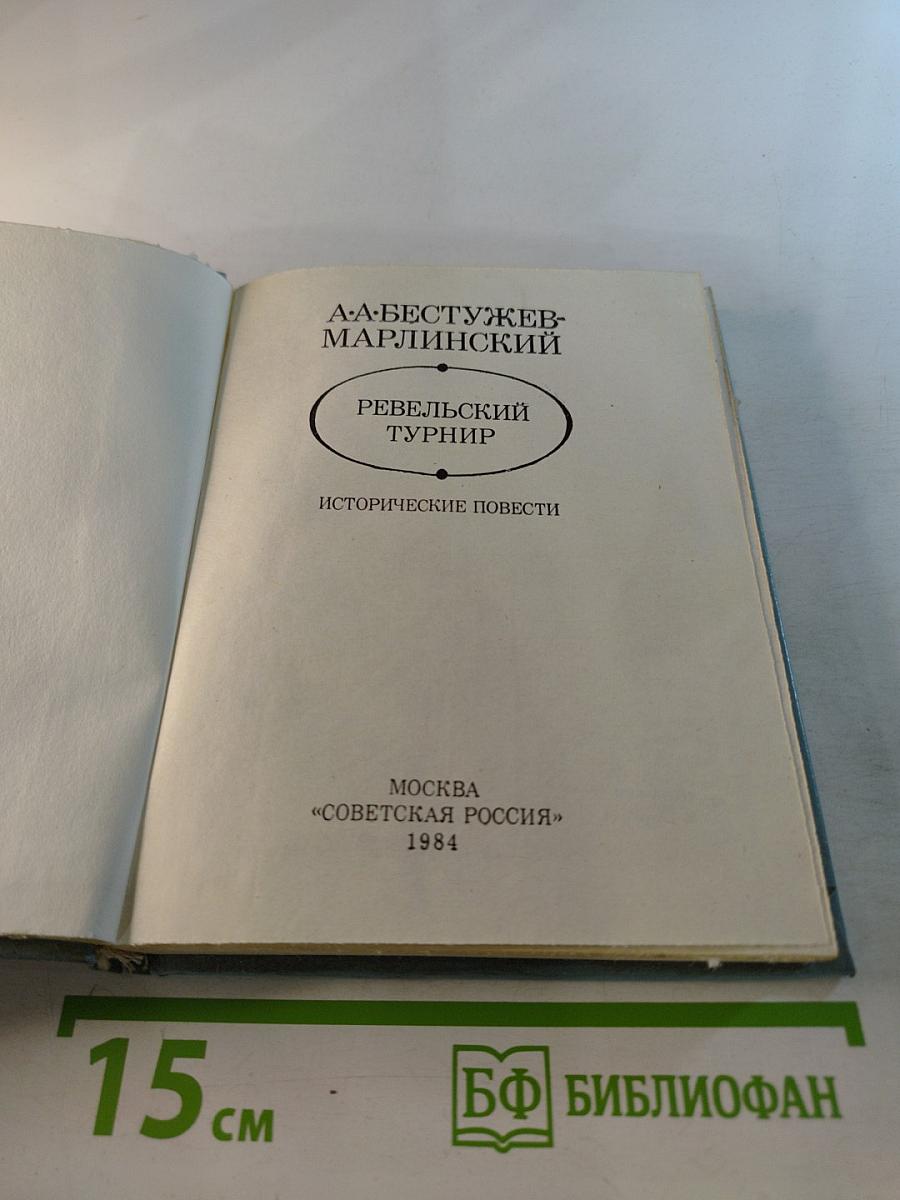 А·А·БЕСТУЖЕВ-
МАРЛИНСКИЙ
РЕВЕЛЬСКИЙ
ТУРНИР
ИСТОРИЧЕСКИЕ ПОВЕСТИ
МОСКВА
«СОВЕТСКАЯ РОССИЯ»
1984
15 см
БФ БИБЛИОФАН